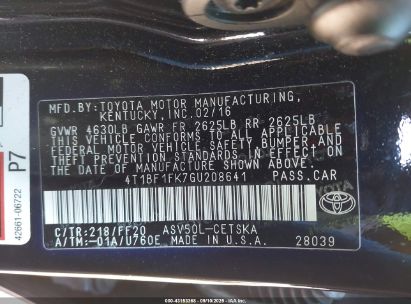 MFD.BY:TOYOTA MOTOR MANUFACTURING,
KENTUCKY, INC. 02/16
GVWR 4630LB GAWR FR 2625LB RR 2625LB
THIS VEHICLE CONFORMS TO ALL APPLICABLE
FEDERAL MOTOR VEHICLE SAFETY, BUMPER, AND
THEFT PREVENTION STANDARDS IN EFFECT ON
THE DATE OF MANUFACTURE SHOWN ABOVE.
4T1BF1FK7GU208641 PASS.CAR
TOYOTA
C/TR:218/FF20 ASV50L-CETSKA
A/TM:-01A/U760E MADE IN U.S.A. 28039
P7
42661-06722